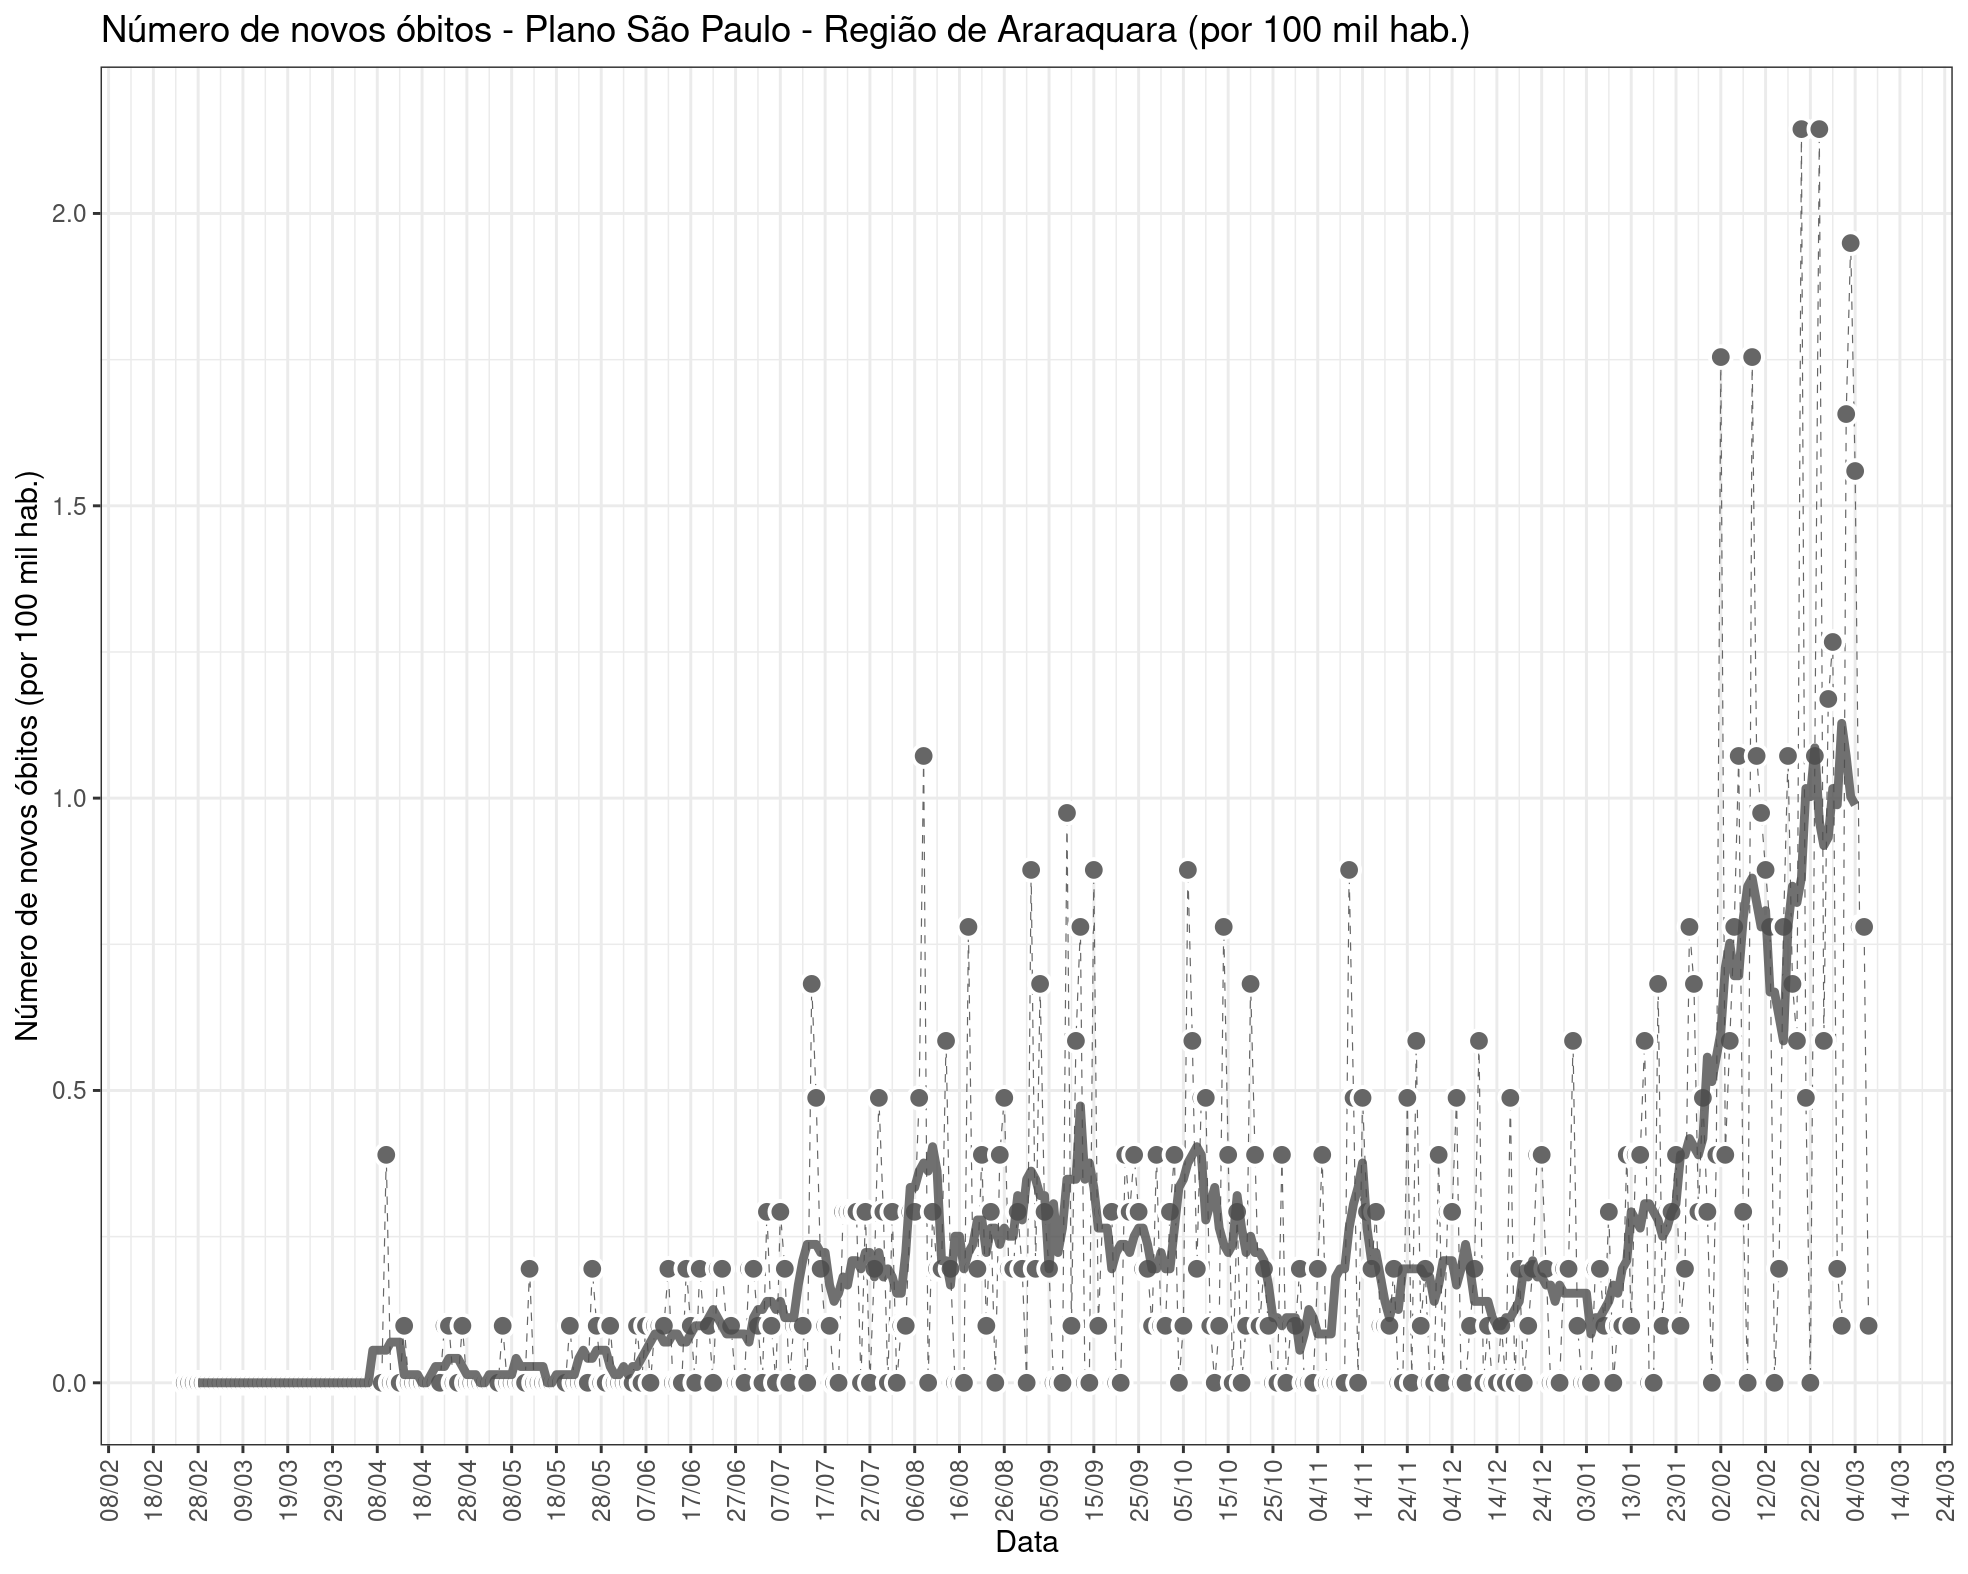 Número de novos óbitos - Plano São Paulo - Região de Araraquara (por 100 mil hab.)
Número de novos óbitos (por 100 mil hab.)
2.0
1.5
1.0
0.5
0.0
08/02 18/02 28/02 09/03 19/03 29/03 08/04 18/04 28/04 08/05 18/05 28/05 07/06 17/06 27/06 07/07 17/07 27/07 06/08 16/08 26/08 05/09 15/09 25/09 05/10 15/10 25/10 04/11 14/11 24/11 04/12 14/12 24/12 03/01 13/01 23/01 02/02 12/02 22/02 04/03 14/03 24/03
Data